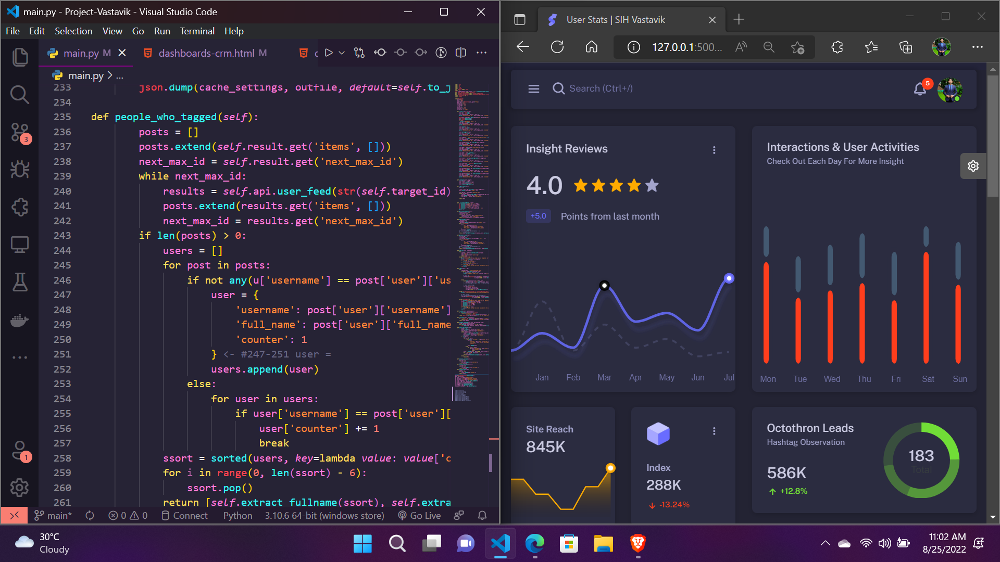 main.py - Project-Vastavik - Visual Studio Code
File Edit Selection View Go Run Terminal Help
main.py M
dashboards-crm.html M
main.py > ...
233 json.dump(cache_settings, outfile, default=self.to_j
234
235 def people_who_tagged(self):
236 posts = []
237 posts.extend(self.result.get('items', []))
238 next_max_id = self.result.get('next_max_id')
239 while next_max_id:
240 results = self.api.user_feed(str(self.target_id)
241 posts.extend(results.get('items', []))
242 next_max_id = results.get('next_max_id')
243 if len(posts) > 0:
244 users = []
245 for post in posts:
246 if not any(u['username'] == post['user']['us
247 user = {
248 'username': post['user']['username']
249 'full_name': post['user']['full_name
250 'counter': 1
251 } <- #247-251 user =
252 users.append(user)
253 else:
254 for user in users:
255 if user['username'] == post['user'][
256 user['counter'] += 1
257 break
258 ssort = sorted(users, key=lambda value: value['c
259 for i in range(0, len(ssort) - 6):
260 ssort.pop()
261 return [self.extract_fullname(ssort), self.extra
3
1
main* 0 0 Connect Python 3.10.6 64-bit (windows store) Go Live
User Stats | SIH Vastavik
127.0.0.1:500...
Search (Ctrl+/)
5
Insight Reviews
4.0
+5.0 Points from last month
Jan Feb Mar Apr May Jun Jul
Interactions & User Activities
Check Out Each Day For More Insight
Mon Tue Wed Thu Fri Sat Sun
Site Reach
845K
Index
288K
-13.24%
Octothron Leads
Hashtag Observation
586K
+12.8%
183
Total
30°C
Cloudy
11:02 AM
8/25/2022